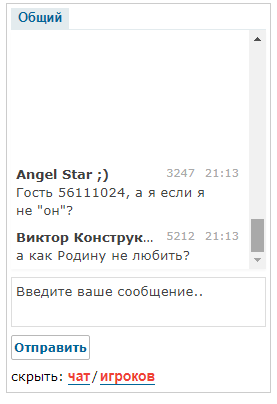 Общий
Angel Star ;) 3247 21:13
Гость 56111024, а я если я
не "он"?
Виктор Конструк... 5212 21:13
а как Родину не любить?
Введите ваше сообщение..
Отправить
скрыть: чат/игроков